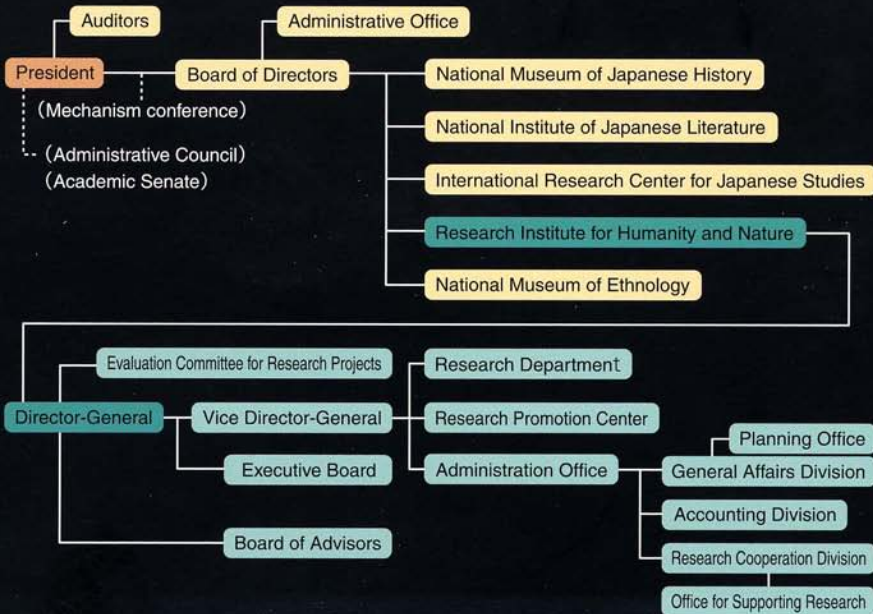 Auditors
Administrative Office
President
Board of Directors
National Museum of Japanese History
(Mechanism conference)
National Institute of Japanese Literature
(Administrative Council)
(Academic Senate)
International Research Center for Japanese Studies
Research Institute for Humanity and Nature
National Museum of Ethnology
Evaluation Committee for Research Projects
Research Department
Director-General
Vice Director-General
Research Promotion Center
Planning Office
Executive Board
Administration Office
General Affairs Division
Accounting Division
Board of Advisors
Research Cooperation Division
Office for Supporting Research